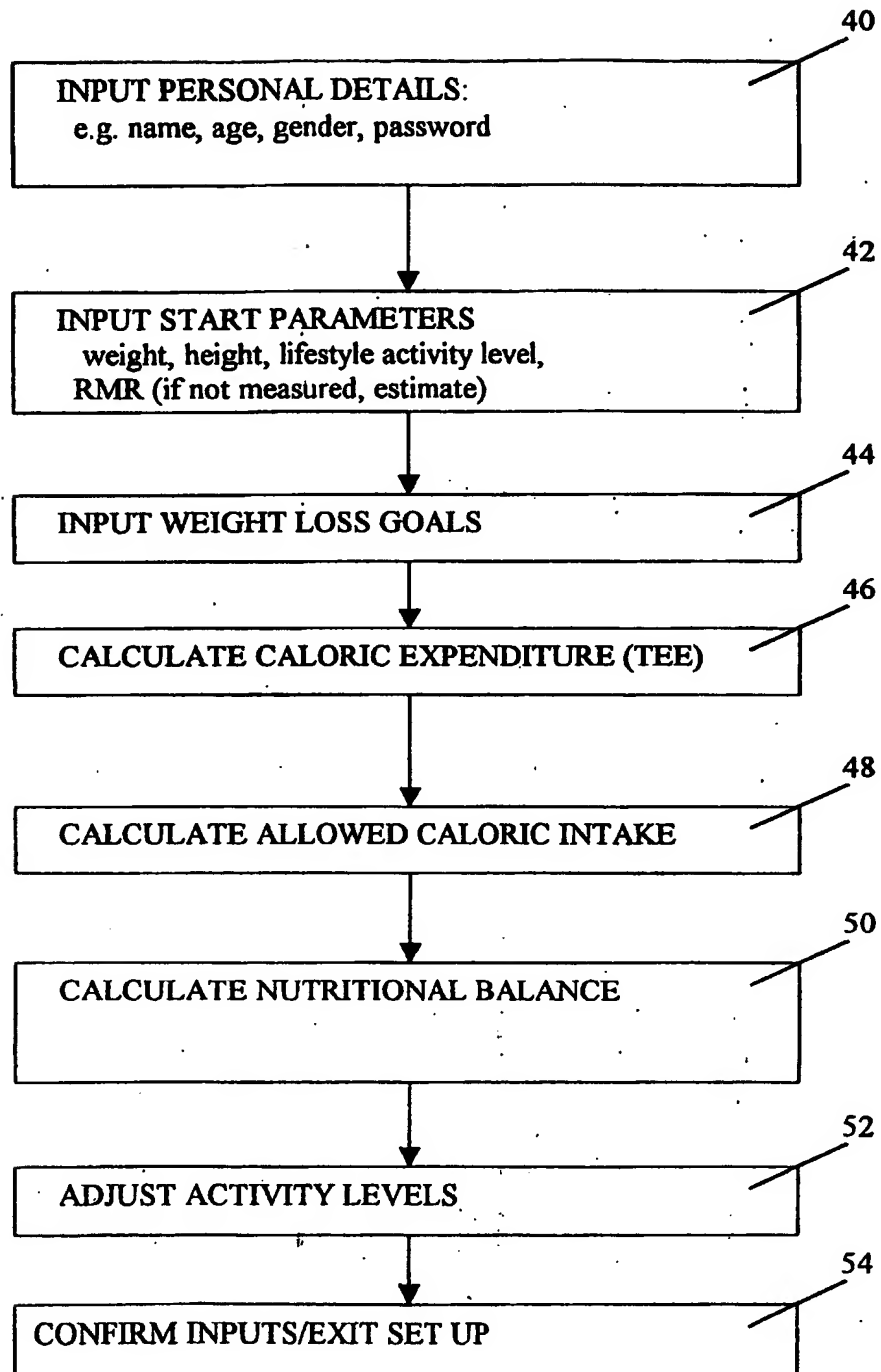 40
INPUT PERSONAL DETAILS:
e.g. name, age, gender, password
42
INPUT START PARAMETERS
weight, height, lifestyle activity level,
RMR (if not measured, estimate)
44
INPUT WEIGHT LOSS GOALS
46
CALCULATE CALORIC EXPENDITURE (TEE)
48
CALCULATE ALLOWED CALORIC INTAKE
50
CALCULATE NUTRITIONAL BALANCE
52
ADJUST ACTIVITY LEVELS
54
CONFIRM INPUTS/EXIT SET UP